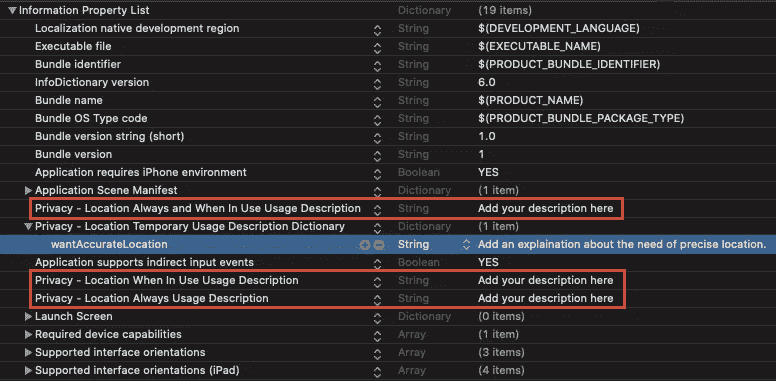 Information Property List Dictionary (19 items)
Localization native development region String $(DEVELOPMENT_LANGUAGE)
Executable file String $(EXECUTABLE_NAME)
Bundle identifier String $(PRODUCT_BUNDLE_IDENTIFIER)
InfoDictionary version String 6.0
Bundle name String $(PRODUCT_NAME)
Bundle OS Type code String $(PRODUCT_BUNDLE_PACKAGE_TYPE)
Bundle version string (short) String 1.0
Bundle version String 1
Application requires iPhone environment Boolean YES
Application Scene Manifest Dictionary (1 item)
Privacy - Location Always and When In Use Usage Description String Add your description here
Privacy - Location Temporary Usage Description Dictionary Dictionary (1 item)
wantAccurateLocation String Add an explaination about the need of precise location.
Application supports indirect input events Boolean YES
Privacy - Location When In Use Usage Description String Add your description here
Privacy - Location Always Usage Description String Add your description here
Launch Screen Dictionary (0 items)
Required device capabilities Array (1 item)
Supported interface orientations Array (3 items)
Supported interface orientations (iPad) Array (4 items)